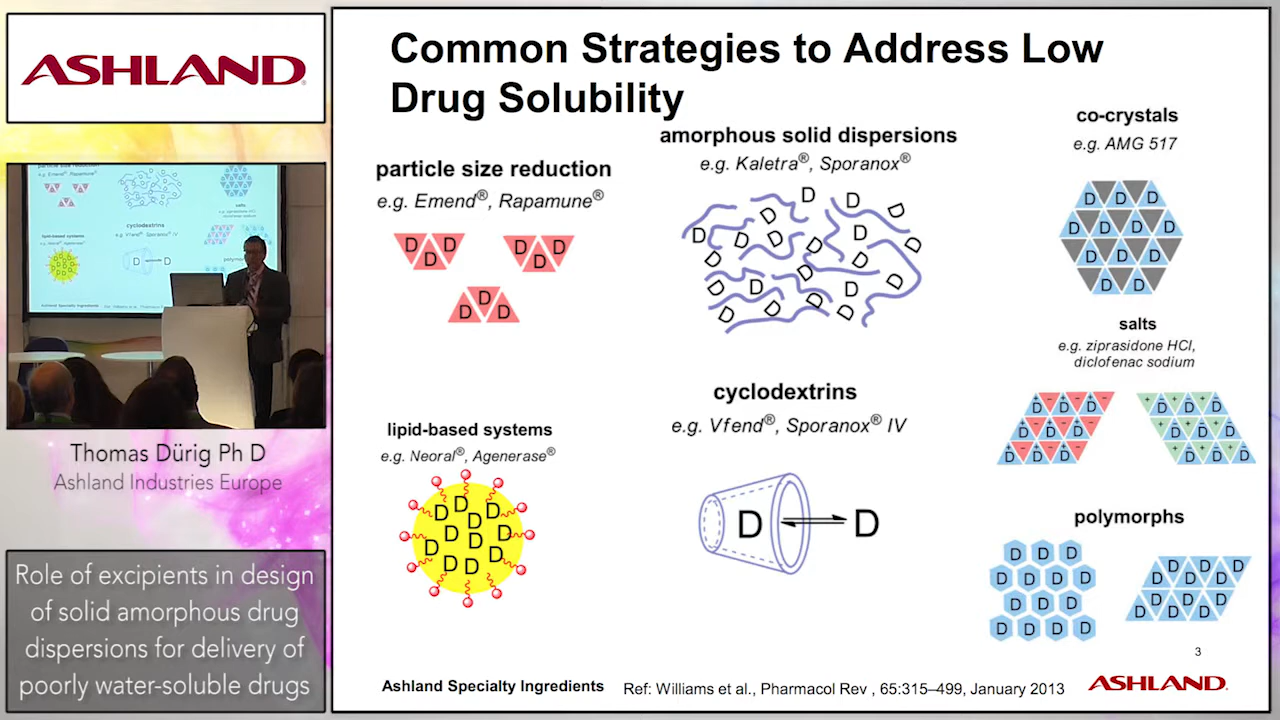 ASHLAND
Thomas Dürig Ph D
Ashland Industries Europe
Role of excipients in design
of solid amorphous drug
dispersions for delivery of
poorly water-soluble drugs
Common Strategies to Address Low
Drug Solubility
particle size reduction
e.g. Emend®, Rapamune®
D D D
D D D
D D D
amorphous solid dispersions
e.g. Kaletra®, Sporanox®
co-crystals
e.g. AMG 517
salts
e.g. ziprasidone HCl,
diclofenac sodium
lipid-based systems
e.g. Neoral®, Agenerase®
cyclodextrins
e.g. Vfend®, Sporanox® IV
D D
polymorphs
3
Ashland Specialty Ingredients
Ref: Williams et al., Pharmacol Rev , 65:315–499, January 2013
ASHLAND